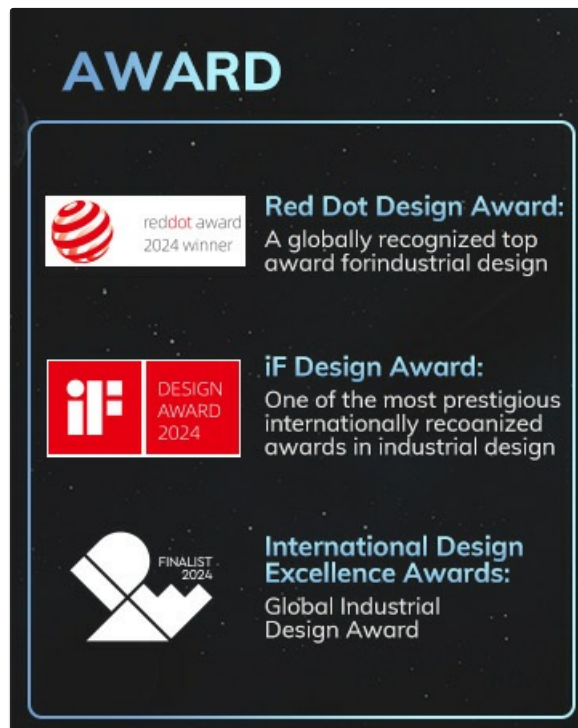 AWARD
reddot award
2024 winner
Red Dot Design Award:
A globally recognized top
award forindustrial design
iF
DESIGN
AWARD
2024
iF Design Award:
One of the most prestigious
internationally recoanized
awards in industrial design
FINALIST
2024
International Design
Excellence Awards:
Global Industrial
Design Award